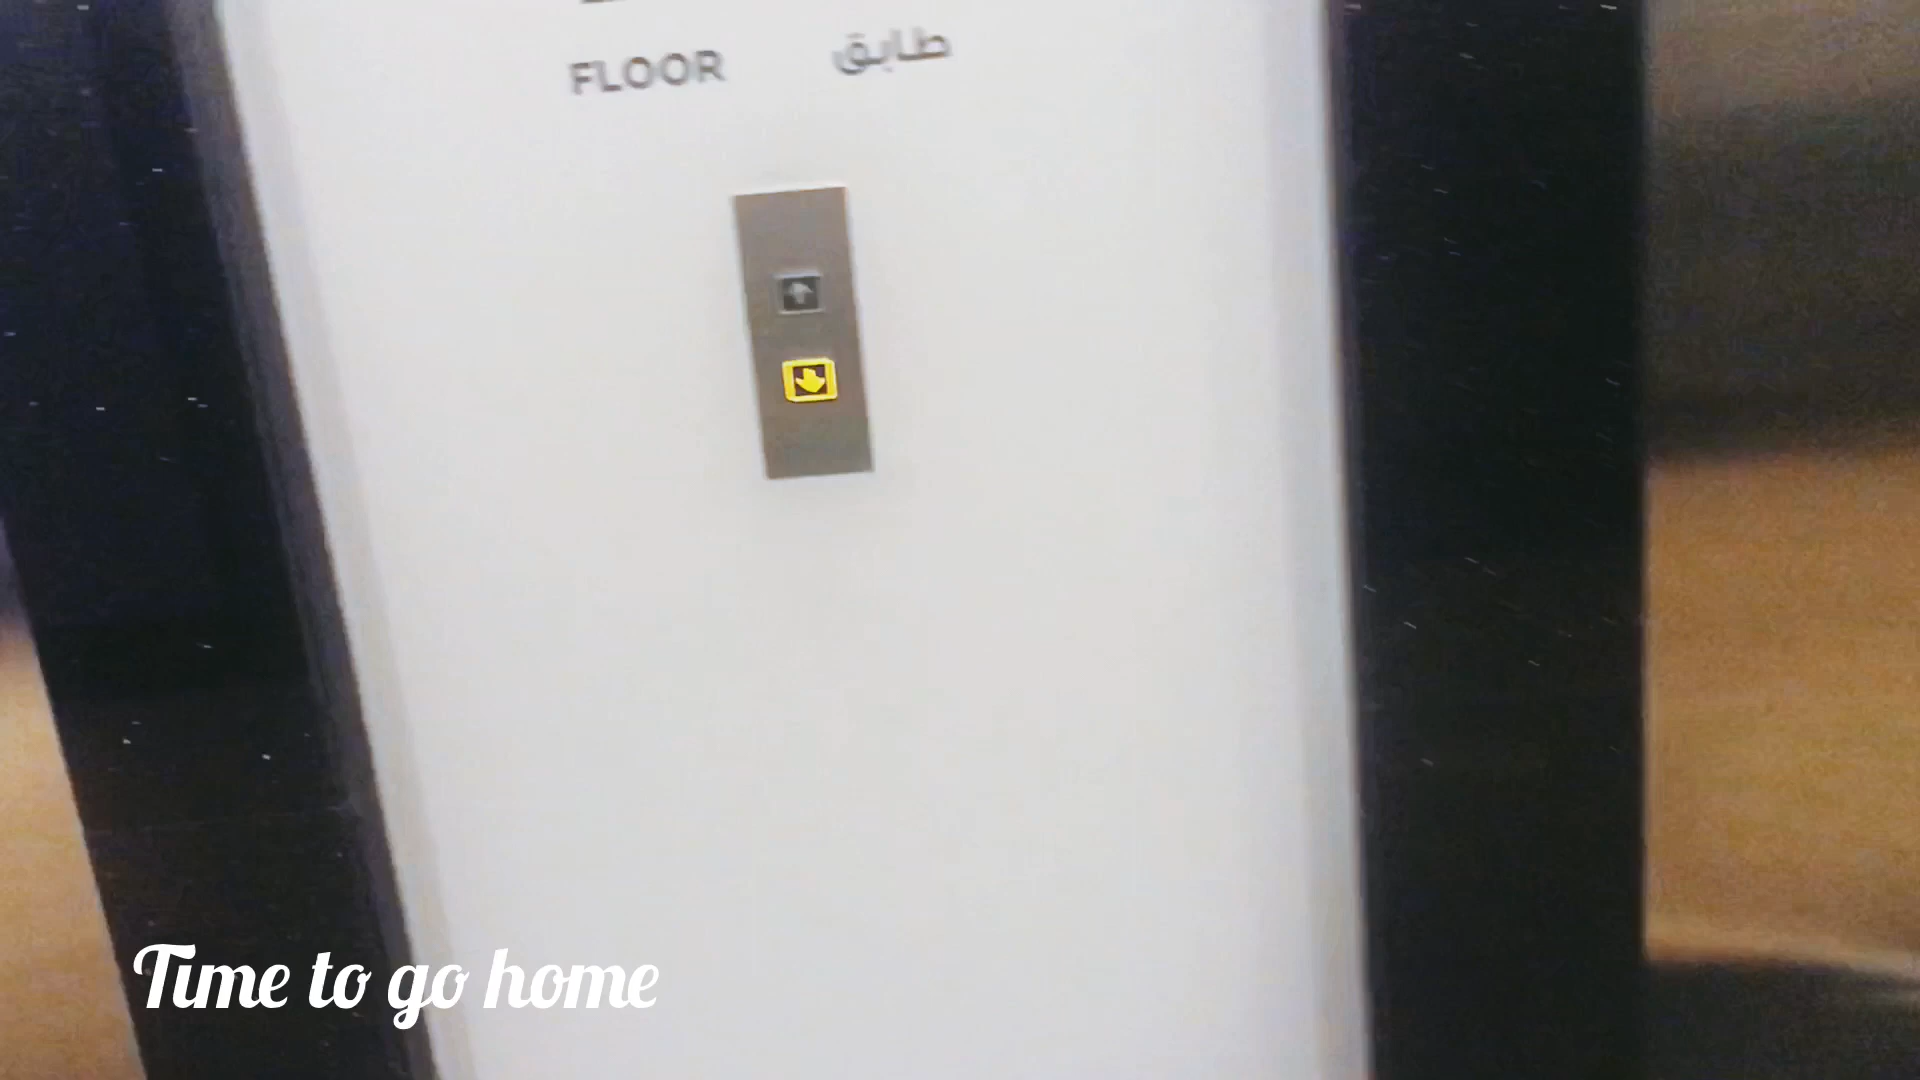 FLOOR طابق
Time to go home